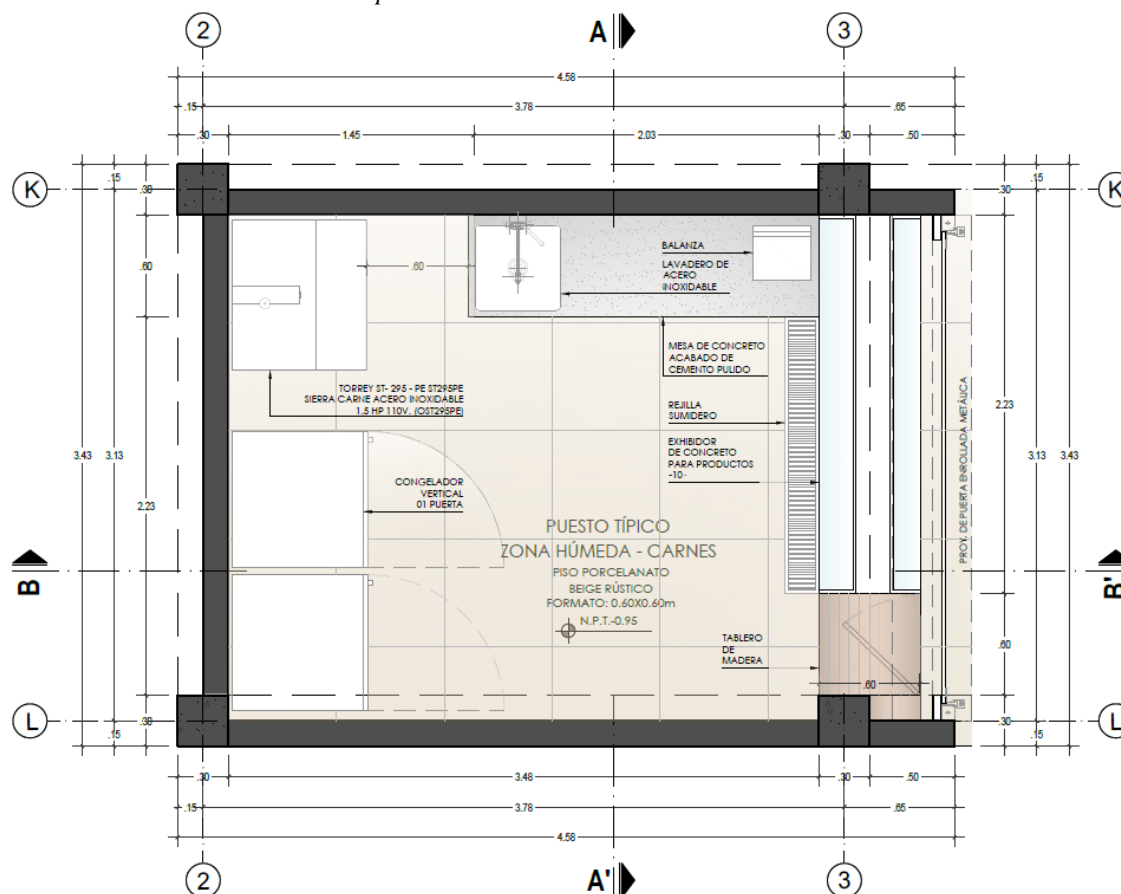 2
A
3
4.58
.15
3.78
.65
.30
1.45
2.03
.30
.50
K
K
.15
.30
.30
.15
.60
.60
BALANZA
LAVADERO DE
ACERO
INOXIDABLE
MESA DE CONCRETO
ACABADO DE
CEMENTO PULIDO
TORREY ST- 295 - PE ST295PE
SIERRA CARNE ACERO INOXIDABLE
1.5 HP 110V. (OST295PE)
REJILLA
SUMIDERO
EXHIBIDOR
DE CONCRETO
PARA PRODUCTOS
-10-
PROY. DE PUERTA ENROLLADA METÁLICA
2.23
3.43
3.13
3.13
3.43
2.23
CONGELADOR
VERTICAL
01 PUERTA
PUESTO TÍPICO
ZONA HÚMEDA - CARNES
PISO PORCELANATO
BEIGE RÚSTICO
FORMATO: 0.60X0.60m
N.P.T.-0.95
B
B'
TABLERO
DE
MADERA
.60
.60
L
L
.30
.15
.30
.15
.30
3.48
.30
.50
.15
3.78
.65
4.58
2
A'
3